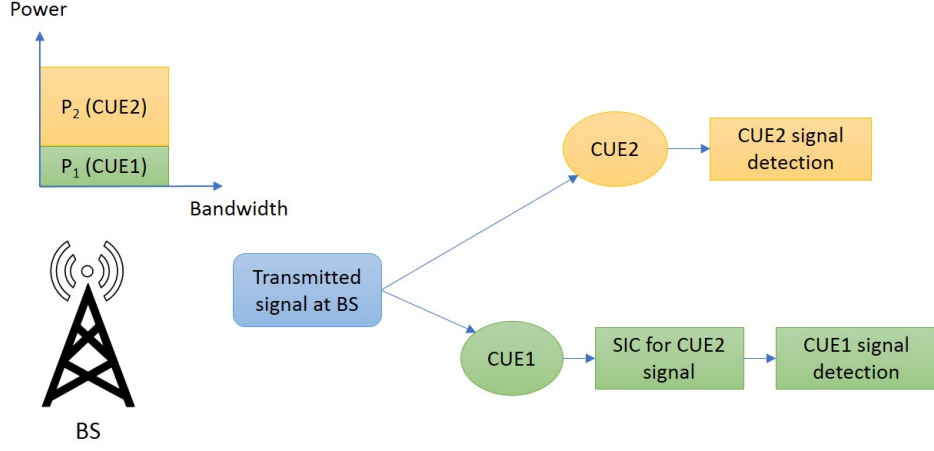 Power
P₂ (CUE2)
P₁ (CUE1)
Bandwidth
CUE2
CUE2 signal
detection
Transmitted
signal at BS
CUE1
SIC for CUE2
signal
CUE1 signal
detection
BS